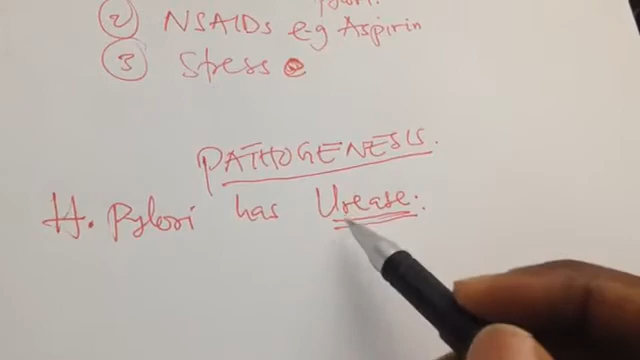 ② NSAIDs e-g Aspirin
③ Stress
PATHOGENESIS.
H. Pylori has Urease.